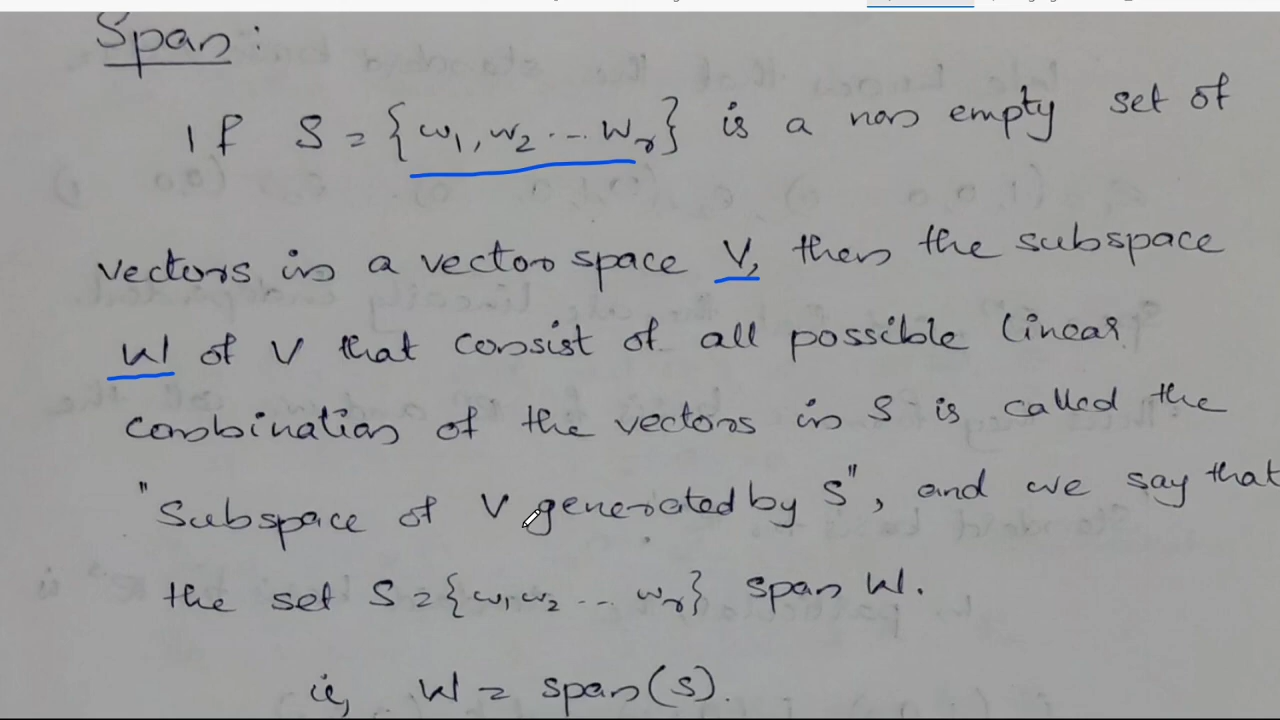 Span:
If S = {w₁, w₂ ... wᵣ} is a non empty set of
vectors in a vector space V, then the subspace
W of V that consist of all possible linear
combination of the vectors in S is called the
"Subspace of V generated by S", and we say that
the set S = {w₁ w₂ ... wᵣ} span W.
ie, W = span(S).